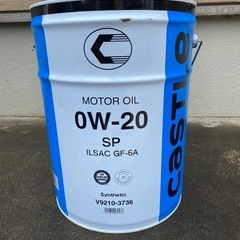 MOTOR OIL
0W-20
SP
ILSAC GF-6A
Synthetic
V9210-3736
CASTLE